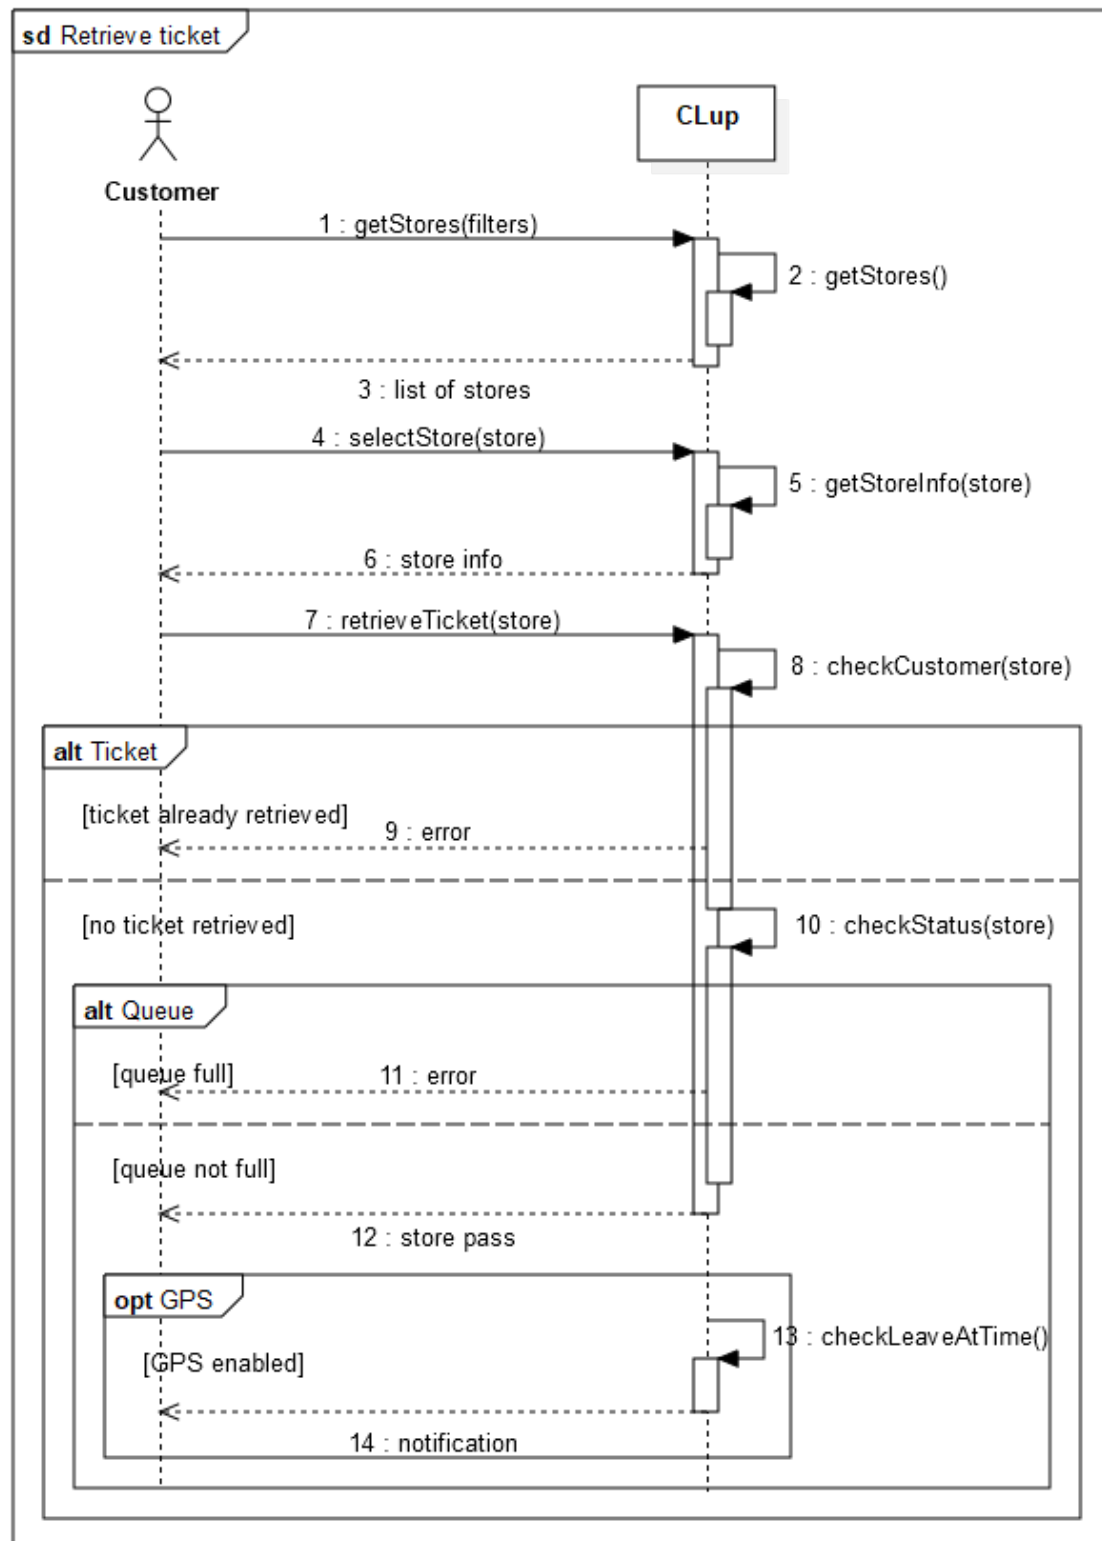 sd Retrieve ticket
CLup
Customer
1 : getStores(filters)
2 : getStores()
3 : list of stores
4 : selectStore(store)
5 : getStoreInfo(store)
6 : store info
7 : retrieveTicket(store)
8 : checkCustomer(store)
alt Ticket
[ticket already retrieved]
9 : error
[no ticket retrieved]
10 : checkStatus(store)
alt Queue
[queue full]
11 : error
[queue not full]
12 : store pass
opt GPS
13 : checkLeaveAtTime()
[GPS enabled]
14 : notification